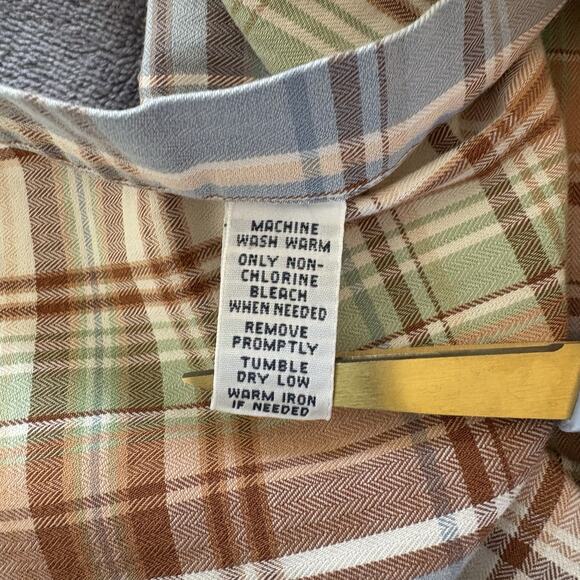 MACHINE
WASH WARM
ONLY NON-
CHLORINE
BLEACH
WHEN NEEDED
REMOVE
PROMPTLY
TUMBLE
DRY LOW
WARM IRON
IF NEEDED